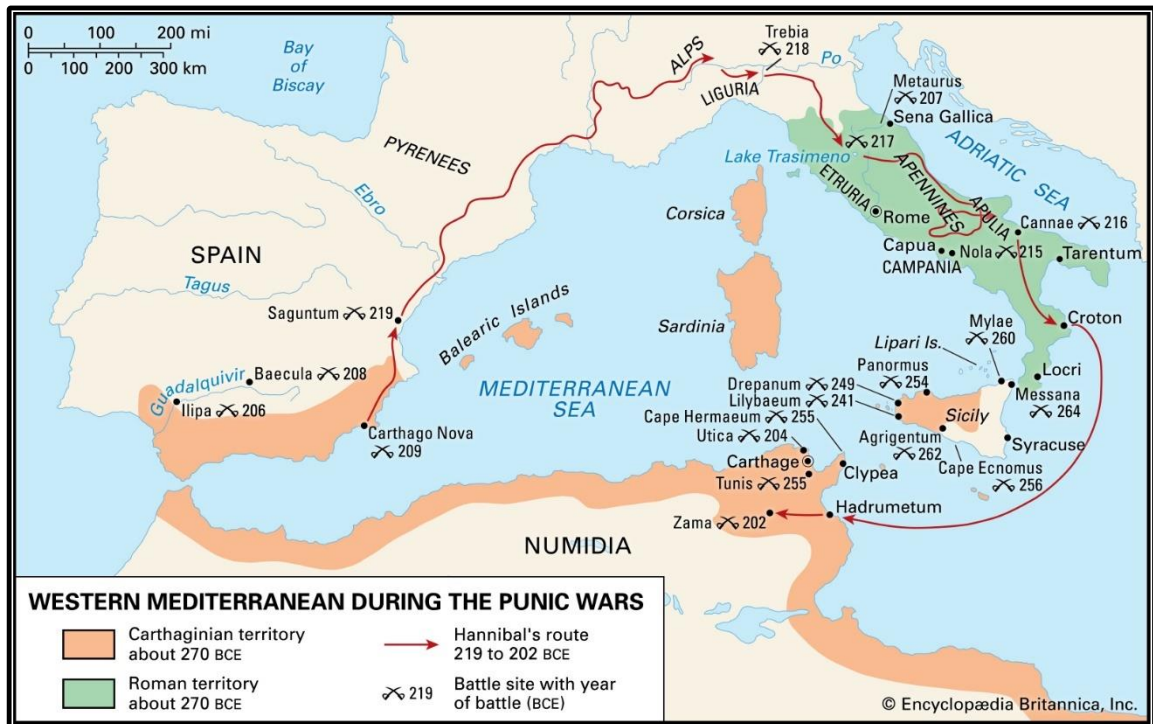 0 100 200 mi
0 100 200 300 km
Bay
of
Biscay
PYRENEES
Ebro
SPAIN
Tagus
Saguntum 219
Guadalquivir
Baecula 208
Ilipa 206
Carthago Nova
209
Balearic Islands
MEDITERRANEAN
SEA
ALPS
LIGURIA
Trebia
218
Po
Metaurus
207
Sena Gallica
217
Lake Trasimeno
ETRURIA
APENNINES
ADRIATIC SEA
Rome
APULIA
Cannae 216
Capua
Nola 215
CAMPANIA
Tarentum
Corsica
Sardinia
Croton
Mylae
260
Lipari Is.
Locri
Panormus
254
Messana
264
Drepanum 249
Lilybaeum 241
Sicily
Cape Hermaeum 255
Utica 204
Agrigentum
262
Syracuse
Cape Ecnomus
256
Carthage
Clypea
Tunis 255
Hadrumetum
Zama 202
NUMIDIA
WESTERN MEDITERRANEAN DURING THE PUNIC WARS
Carthaginian territory
about 270 BCE
Hannibal's route
219 to 202 BCE
Roman territory
about 270 BCE
219 Battle site with year
of battle (BCE)
© Encyclopædia Britannica, Inc.